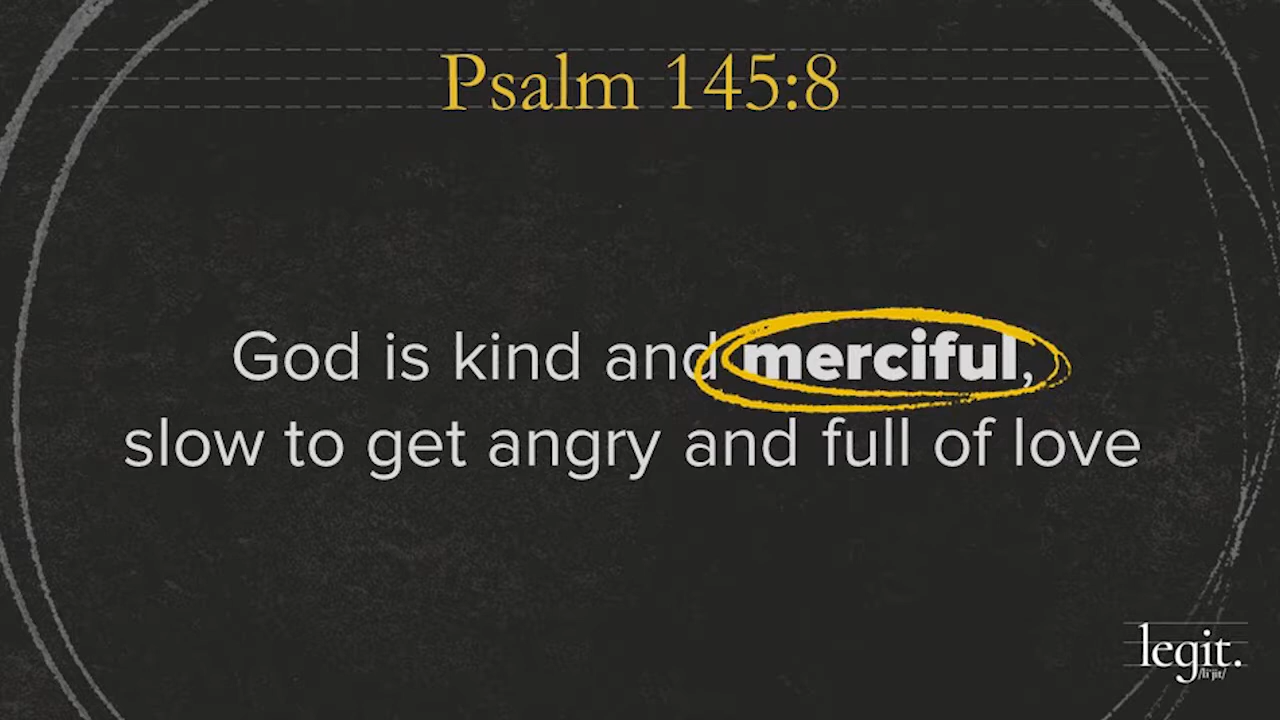 Psalm 145:8
God is kind and merciful,
slow to get angry and full of love
legit.